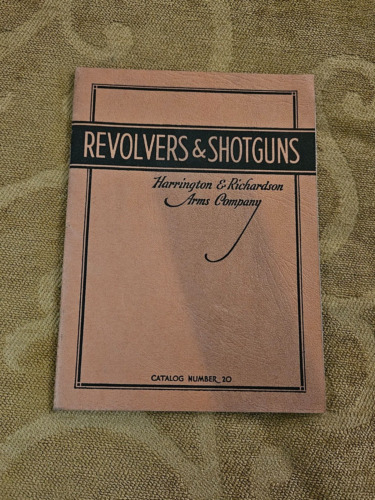 REVOLVERS & SHOTGUNS
Harrington & Richardson
Arms Company
CATALOG NUMBER 20